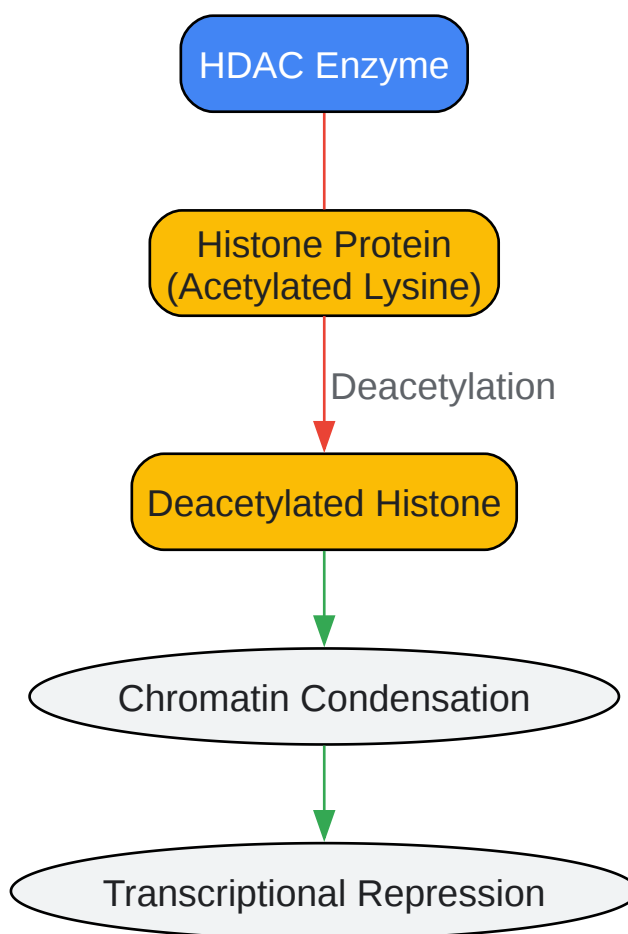 HDAC Enzyme
Histone Protein
(Acetylated Lysine)
Deacetylation
Deacetylated Histone
Chromatin Condensation
Transcriptional Repression